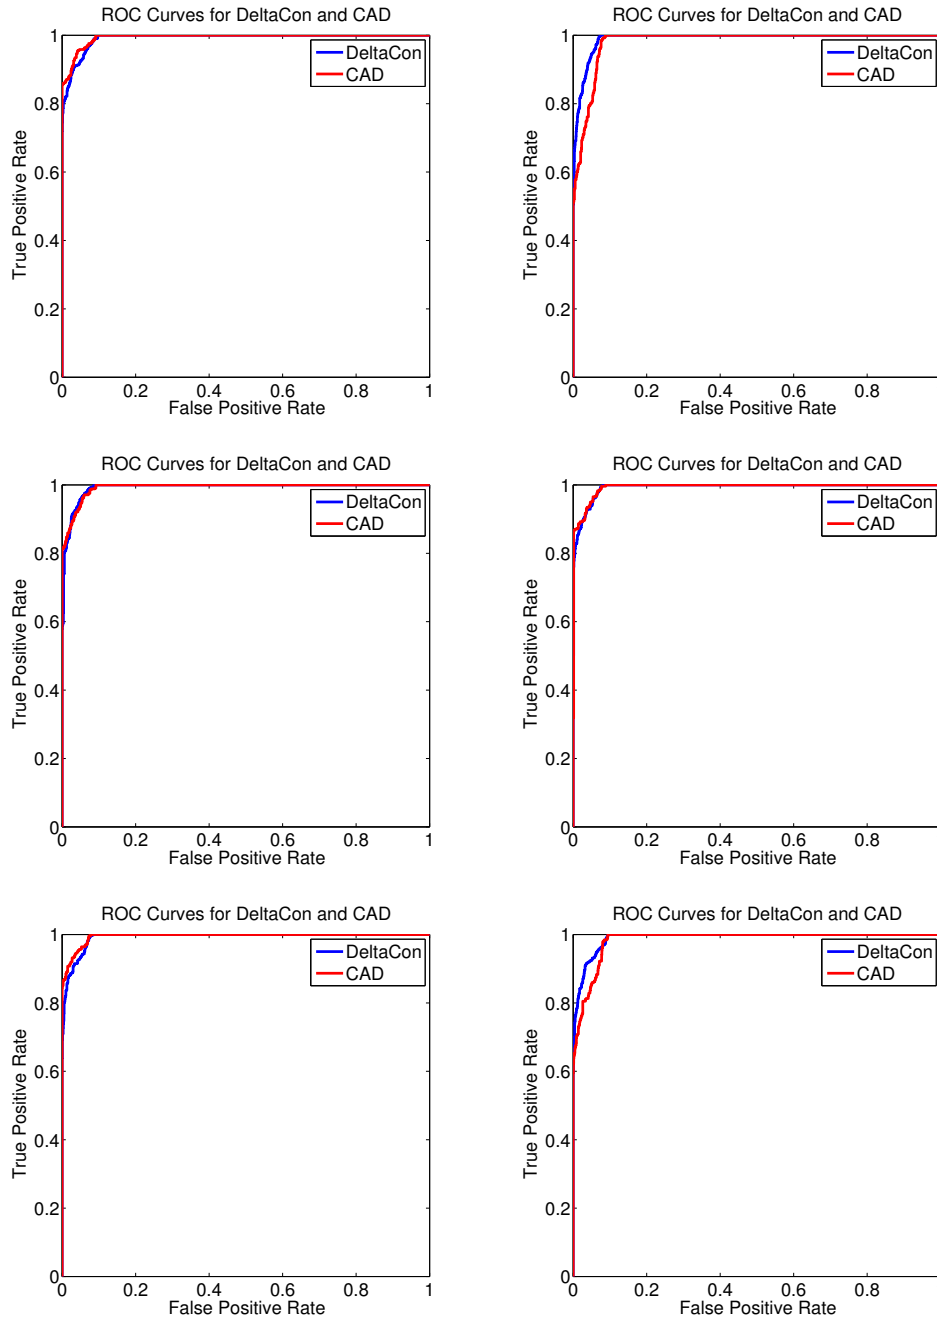 ROC Curves for DeltaCon and CAD
1
0.8
0.6
0.4
0.2
0
True Positive Rate
DeltaCon
CAD
0 0.2 0.4 0.6 0.8 1
False Positive Rate
ROC Curves for DeltaCon and CAD
1
0.8
0.6
0.4
0.2
0
True Positive Rate
DeltaCon
CAD
0 0.2 0.4 0.6 0.8
False Positive Rate
ROC Curves for DeltaCon and CAD
1
0.8
0.6
0.4
0.2
0
True Positive Rate
DeltaCon
CAD
0 0.2 0.4 0.6 0.8 1
False Positive Rate
ROC Curves for DeltaCon and CAD
1
0.8
0.6
0.4
0.2
0
True Positive Rate
DeltaCon
CAD
0 0.2 0.4 0.6 0.8
False Positive Rate
ROC Curves for DeltaCon and CAD
1
0.8
0.6
0.4
0.2
0
True Positive Rate
DeltaCon
CAD
0 0.2 0.4 0.6 0.8 1
False Positive Rate
ROC Curves for DeltaCon and CAD
1
0.8
0.6
0.4
0.2
0
True Positive Rate
DeltaCon
CAD
0 0.2 0.4 0.6 0.8
False Positive Rate